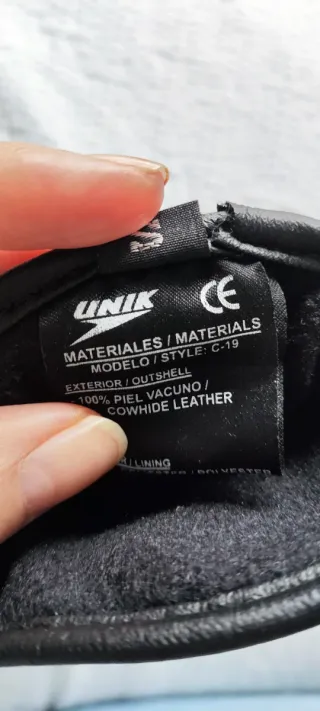 UNIK CE
MATERIALES / MATERIALS
MODELO / STYLE: C-19
EXTERIOR / OUTSHELL
100% PIEL VACUNO /
COWHIDE LEATHER
/ LINING
/ POLYESTER